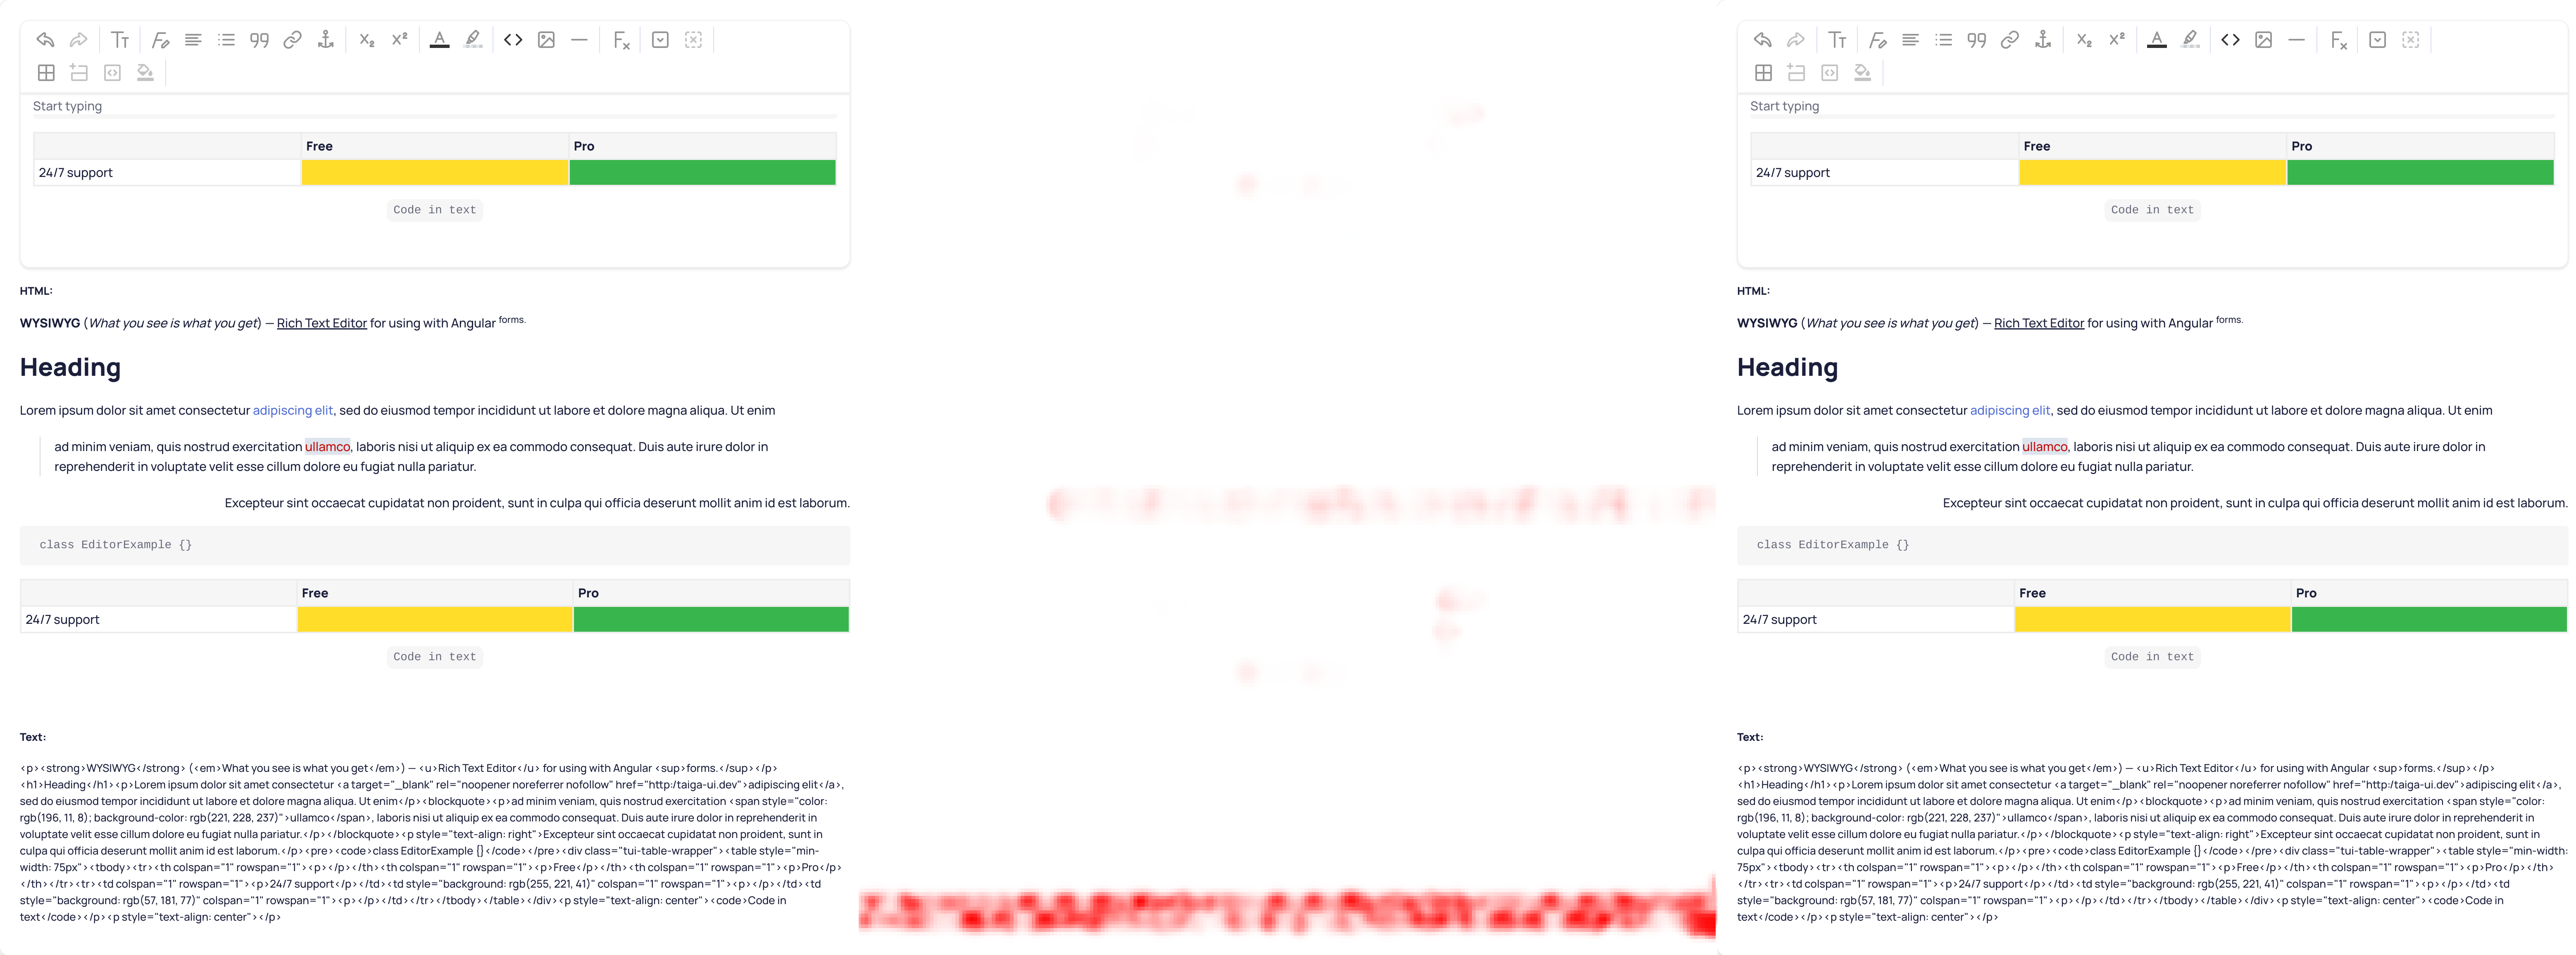 Start typing
Free Pro
24/7 support
Code in text
HTML:
WYSIWYG (What you see is what you get) — Rich Text Editor for using with Angular forms.
Heading
Lorem ipsum dolor sit amet consectetur adipiscing elit, sed do eiusmod tempor incididunt ut labore et dolore magna aliqua. Ut enim
ad minim veniam, quis nostrud exercitation ullamco, laboris nisi ut aliquip ex ea commodo consequat. Duis aute irure dolor in
reprehenderit in voluptate velit esse cillum dolore eu fugiat nulla pariatur.
Excepteur sint occaecat cupidatat non proident, sunt in culpa qui officia deserunt mollit anim id est laborum.
class EditorExample {}
Free Pro
24/7 support
Code in text
Text:
<p><strong>WYSIWYG</strong> (<em>What you see is what you get</em>) — <u>Rich Text Editor</u> for using with Angular <sup>forms.</sup></p>
<h1>Heading</h1><p>Lorem ipsum dolor sit amet consectetur <a target="_blank" rel="noopener noreferrer nofollow" href="http:/taiga-ui.dev">adipiscing elit</a>,
sed do eiusmod tempor incididunt ut labore et dolore magna aliqua. Ut enim</p><blockquote><p>ad minim veniam, quis nostrud exercitation <span style="color:
rgb(196, 11, 8); background-color: rgb(221, 228, 237)">ullamco</span>, laboris nisi ut aliquip ex ea commodo consequat. Duis aute irure dolor in reprehenderit in
voluptate velit esse cillum dolore eu fugiat nulla pariatur.</p></blockquote><p style="text-align: right">Excepteur sint occaecat cupidatat non proident, sunt in
culpa qui officia deserunt mollit anim id est laborum.</p><pre><code>class EditorExample {}</code></pre><div class="tui-table-wrapper"><table style="min-
width: 75px"><tbody><tr><th colspan="1" rowspan="1"><p></p></th><th colspan="1" rowspan="1"><p>Free</p></th><th colspan="1" rowspan="1"><p>Pro</p>
</th></tr><tr><td colspan="1" rowspan="1"><p>24/7 support</p></td><td style="background: rgb(255, 221, 41)" colspan="1" rowspan="1"><p></p></td><td
style="background: rgb(57, 181, 77)" colspan="1" rowspan="1"><p></p></td></tr></tbody></table></div><p style="text-align: center"><code>Code in
text</code></p><p style="text-align: center"></p>
Start typing
Free Pro
24/7 support
Code in text
HTML:
WYSIWYG (What you see is what you get) — Rich Text Editor for using with Angular forms.
Heading
Lorem ipsum dolor sit amet consectetur adipiscing elit, sed do eiusmod tempor incididunt ut labore et dolore magna aliqua. Ut enim
ad minim veniam, quis nostrud exercitation ullamco, laboris nisi ut aliquip ex ea commodo consequat. Duis aute irure dolor in
reprehenderit in voluptate velit esse cillum dolore eu fugiat nulla pariatur.
Excepteur sint occaecat cupidatat non proident, sunt in culpa qui officia deserunt mollit anim id est laborum.
class EditorExample {}
Free Pro
24/7 support
Code in text
Text:
<p><strong>WYSIWYG</strong> (<em>What you see is what you get</em>) — <u>Rich Text Editor</u> for using with Angular <sup>forms.</sup></p>
<h1>Heading</h1><p>Lorem ipsum dolor sit amet consectetur <a target="_blank" rel="noopener noreferrer nofollow" href="http:/taiga-ui.dev">adipiscing elit</a>,
sed do eiusmod tempor incididunt ut labore et dolore magna aliqua. Ut enim</p><blockquote><p>ad minim veniam, quis nostrud exercitation <span style="color:
rgb(196, 11, 8); background-color: rgb(221, 228, 237)">ullamco</span>, laboris nisi ut aliquip ex ea commodo consequat. Duis aute irure dolor in reprehenderit in
voluptate velit esse cillum dolore eu fugiat nulla pariatur.</p></blockquote><p style="text-align: right">Excepteur sint occaecat cupidatat non proident, sunt in
culpa qui officia deserunt mollit anim id est laborum.</p><pre><code>class EditorExample {}</code></pre><div class="tui-table-wrapper"><table style="min-width:
75px"><tbody><tr><th colspan="1" rowspan="1"><p></p></th><th colspan="1" rowspan="1"><p>Free</p></th><th colspan="1" rowspan="1"><p>Pro</p></th>
</tr><tr><td colspan="1" rowspan="1"><p>24/7 support</p></td><td style="background: rgb(255, 221, 41)" colspan="1" rowspan="1"><p></p></td><td
style="background: rgb(57, 181, 77)" colspan="1" rowspan="1"><p></p></td></tr></tbody></table></div><p style="text-align: center"><code>Code in
text</code></p><p style="text-align: center"></p>